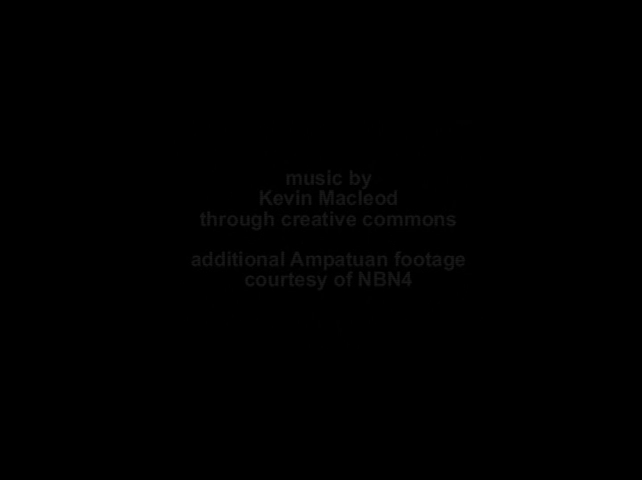 music by
Kevin Macleod
through creative commons
additional Ampatuan footage
courtesy of NBN4